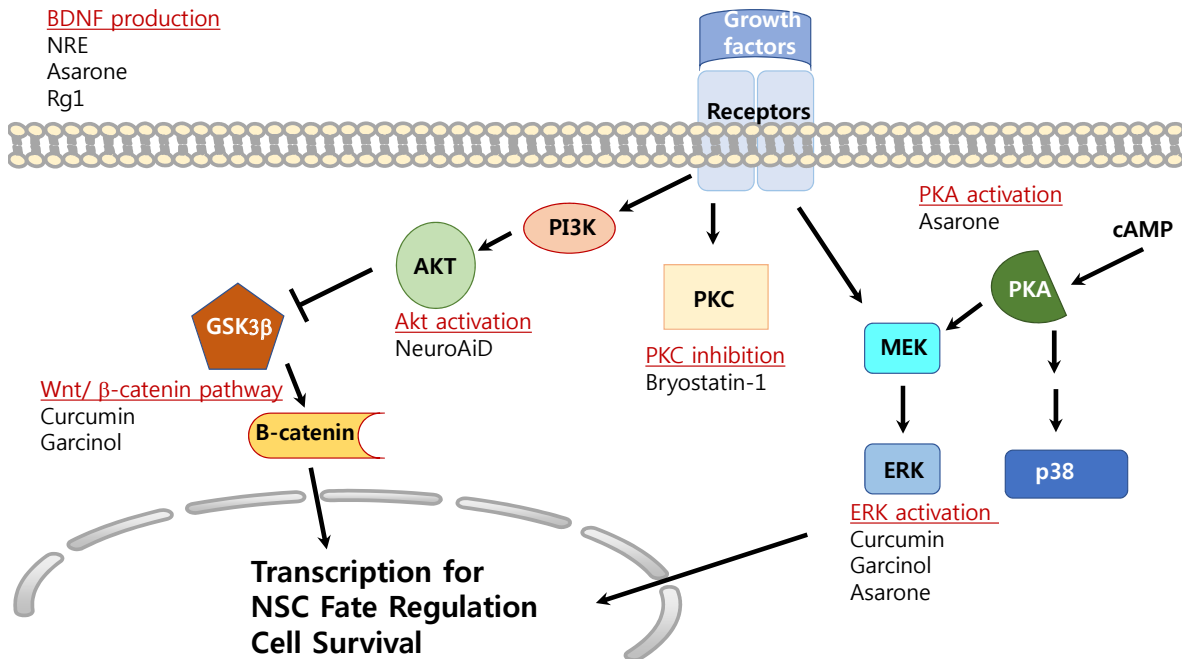 BDNF production
NRE
Asarone
Rg1
Growth
factors
Receptors
PKA activation
Asarone
cAMP
PI3K
AKT
PKA
PKC
GSK3β
Akt activation
NeuroAiD
MEK
PKC inhibition
Bryostatin-1
Wnt/ β-catenin pathway
Curcumin
Garcinol
B-catenin
ERK
p38
ERK activation
Curcumin
Garcinol
Asarone
Transcription for
NSC Fate Regulation
Cell Survival